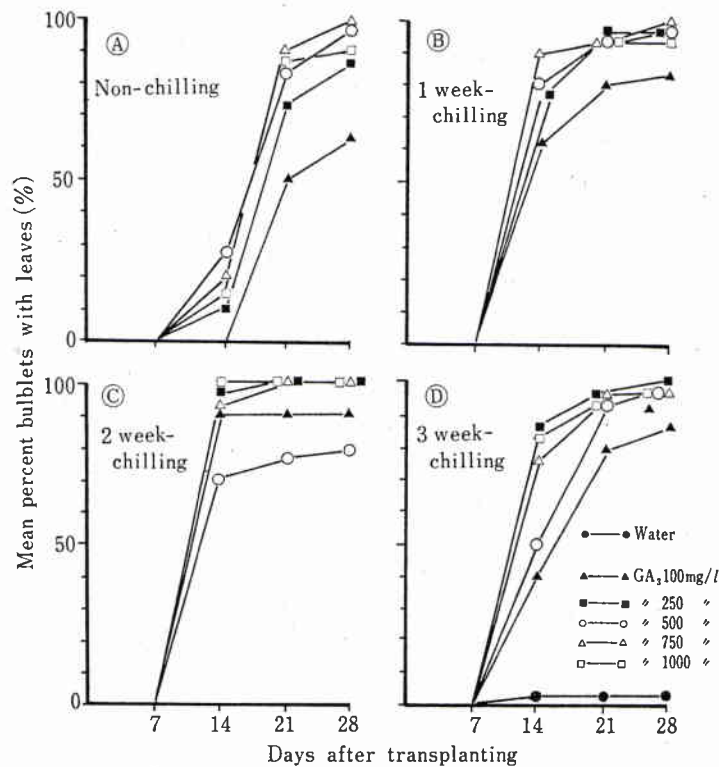 Mean percent bulblets with leaves (%)
100
50
0
Ⓐ
Non-chilling
Ⓑ
1 week-
chilling
100
50
0
Ⓒ
2 week-
chilling
Ⓓ
3 week-
chilling
Water
GA₃ 100mg/l
〃 250 〃
〃 500 〃
〃 750 〃
〃 1000 〃
7 14 21 28 7 14 21 28
Days after transplanting